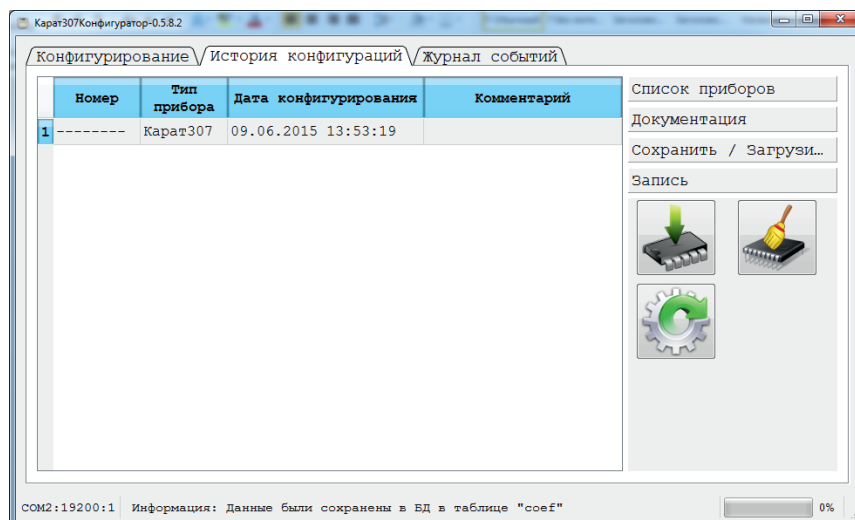 Карат307Конфигуратор-0.5.8.2
Конфигурирование
История конфигураций
Журнал событий
Номер
Тип прибора
Дата конфигурирования
Комментарий
1
--------
Карат307
09.06.2015 13:53:19
Список приборов
Документация
Сохранить / Загрузи…
Запись
COM2:19200:1
Информация: Данные были сохранены в БД в таблице "coef"
0%